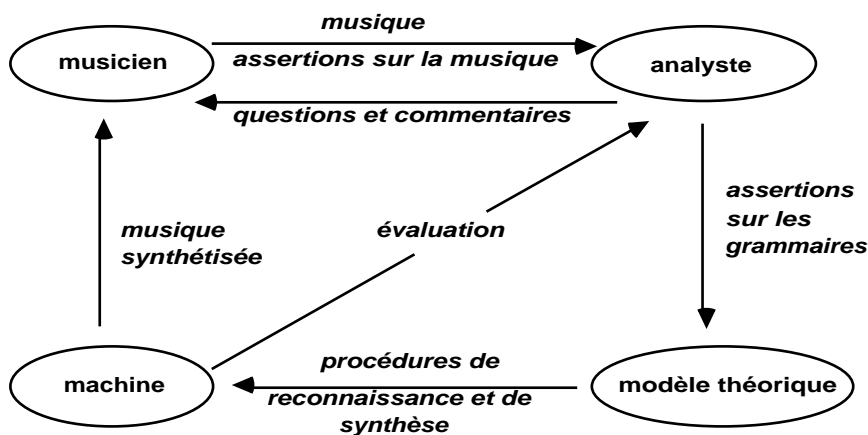 musique
musicien
assertions sur la musique
analyste
questions et commentaires
musique
synthétisée
évaluation
assertions
sur les
grammaires
machine
procédures de
reconnaissance et de
synthèse
modèle théorique